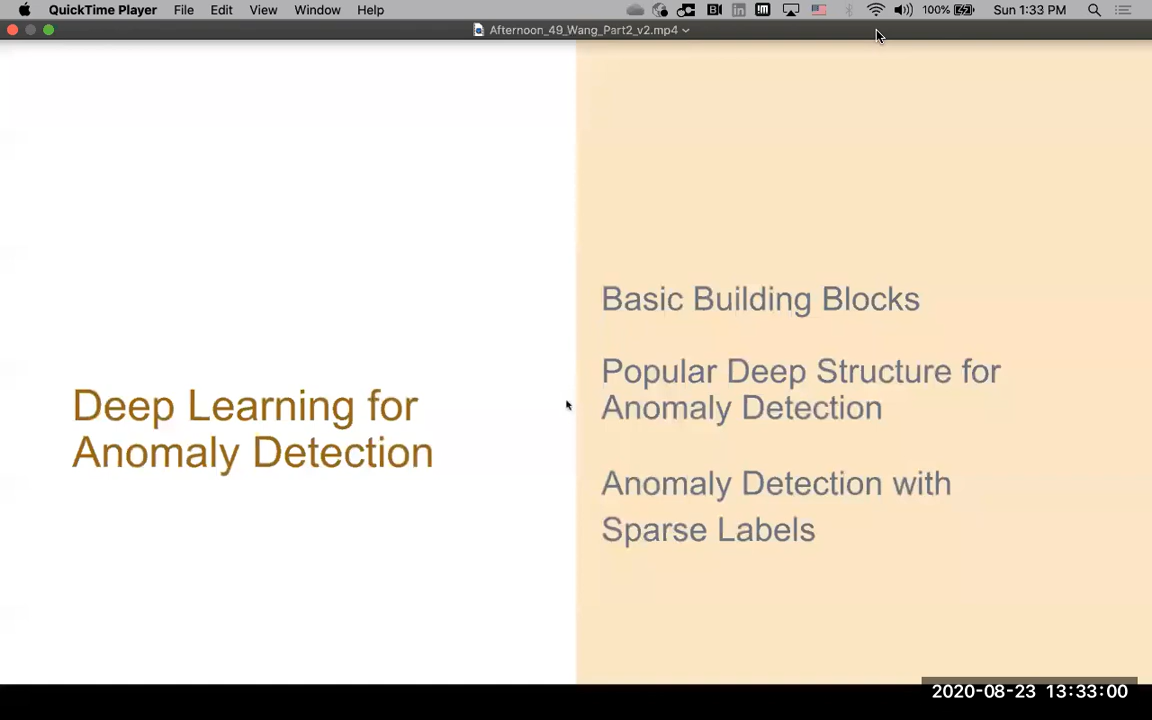 QuickTime Player File Edit View Window Help 100% Sun 1:33 PM
Afternoon_49_Wang_Part2_v2.mp4
Deep Learning for
Anomaly Detection
Basic Building Blocks
Popular Deep Structure for
Anomaly Detection
Anomaly Detection with
Sparse Labels
2020-08-23 13:33:00